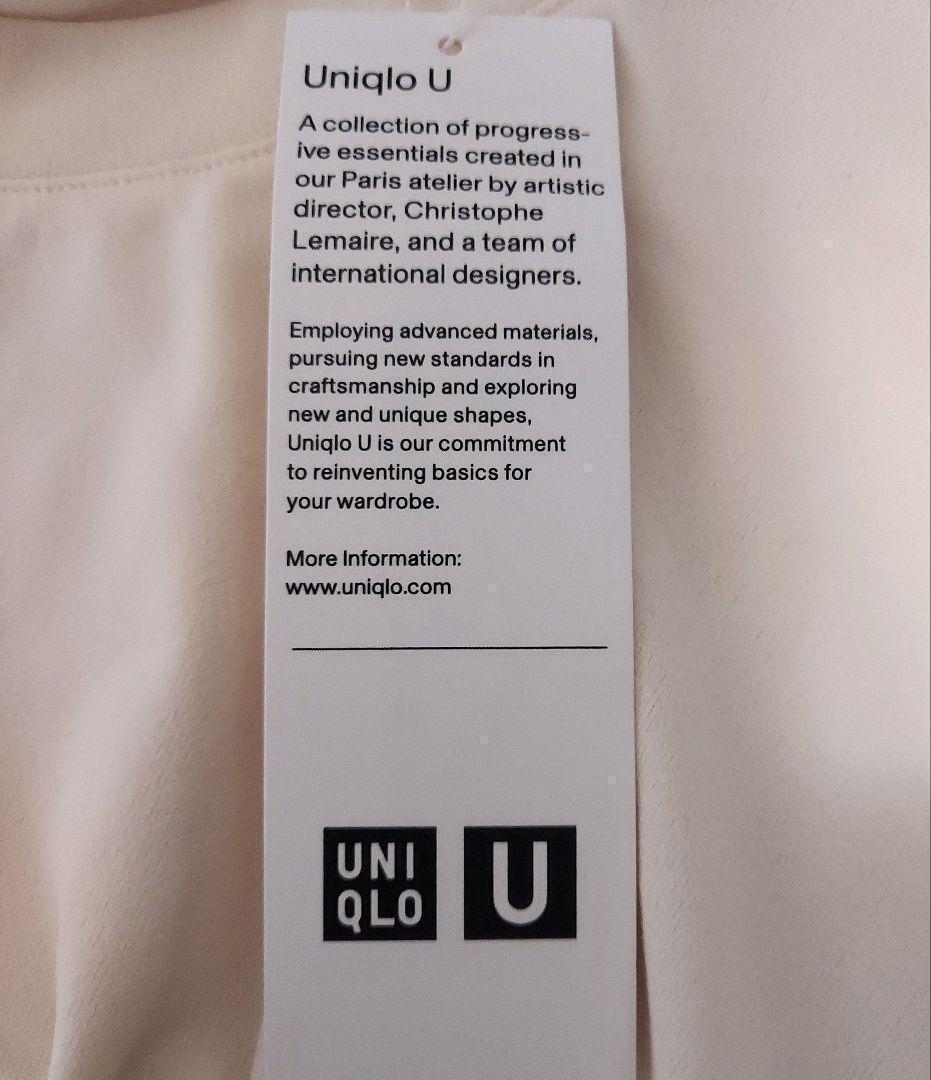 Uniqlo U
A collection of progress-
ive essentials created in
our Paris atelier by artistic
director, Christophe
Lemaire, and a team of
international designers.
Employing advanced materials,
pursuing new standards in
craftsmanship and exploring
new and unique shapes,
Uniqlo U is our commitment
to reinventing basics for
your wardrobe.
More Information:
www.uniqlo.com
UNI
QLO
U